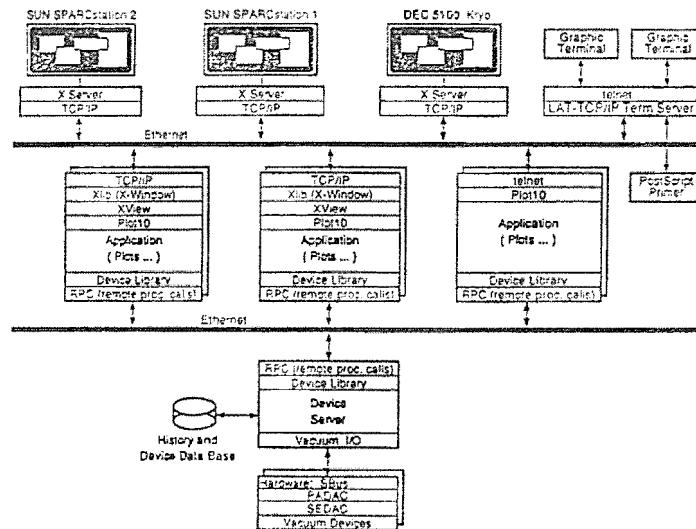 SUN SPARCstation 2
SUN SPARCstation 1
DEC 5100 Kryo
Graphic
Terminal
Graphic
Terminal
X Server
TCP/IP
X Server
TCP/IP
X Server
TCP/IP
telnet
LAT-TCP/IP Term Server
Ethernet
TCP/IP
Xlib (X-Window)
XView
Plot10
Application
( Plots ... )
Device Library
RPC (remote proc. calls)
TCP/IP
Xlib (X-Window)
XView
Plot10
Application
( Plots ... )
Device Library
RPC (remote proc. calls)
telnet
Plot10
Application
( Plots ... )
Device Library
RPC (remote proc. calls)
PostScript
Printer
Ethernet
RPC (remote proc. calls)
Device Library
Device
Server
Vacuum I/O
History and
Device Data Base
Hardware: SBus
PADAC
SEDAC
Vacuum Devices